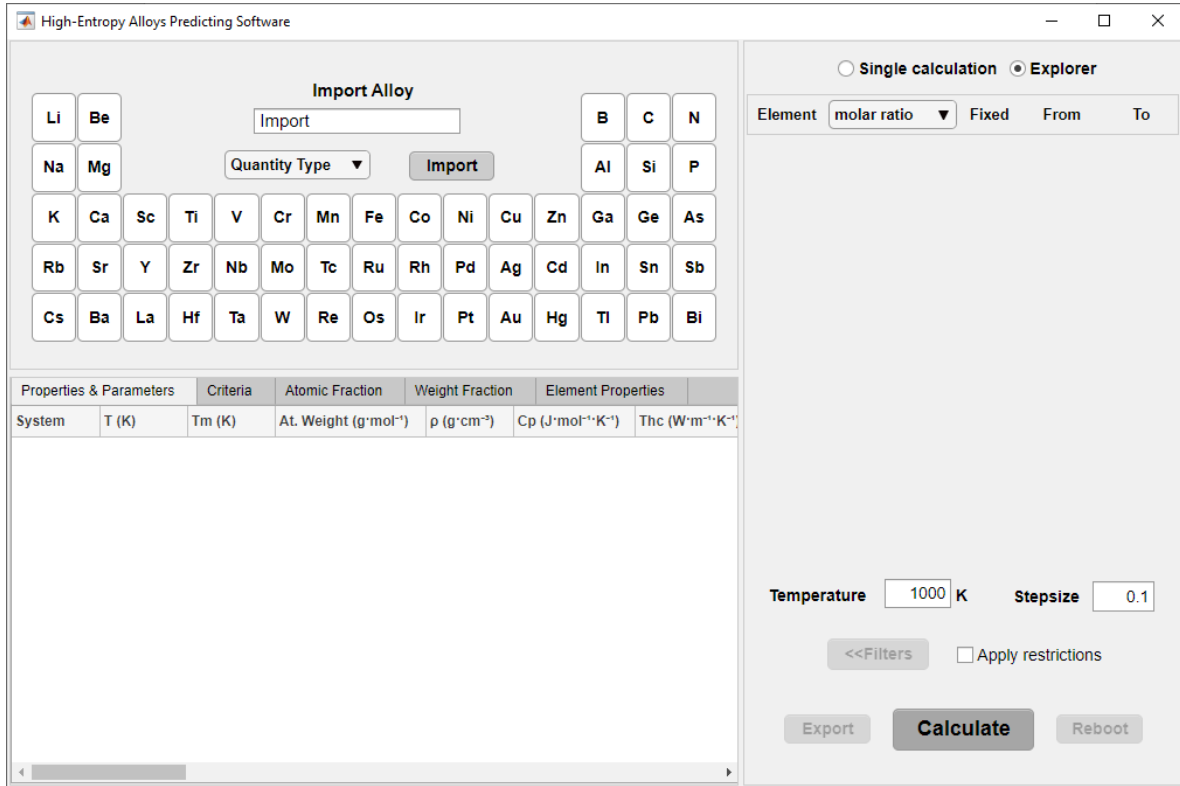 High-Entropy Alloys Predicting Software
Import Alloy
Import
Quantity Type
Import
Li Be B C N
Na Mg Al Si P
K Ca Sc Ti V Cr Mn Fe Co Ni Cu Zn Ga Ge As
Rb Sr Y Zr Nb Mo Tc Ru Rh Pd Ag Cd In Sn Sb
Cs Ba La Hf Ta W Re Os Ir Pt Au Hg Tl Pb Bi
Properties & Parameters Criteria Atomic Fraction Weight Fraction Element Properties
System T (K) Tm (K) At. Weight (g·mol⁻¹) ρ (g·cm⁻³) Cp (J·mol⁻¹·K⁻¹) Thc (W·m⁻¹·K⁻¹)
Single calculation Explorer
Element molar ratio Fixed From To
Temperature 1000 K Stepsize 0.1
<<Filters Apply restrictions
Export Calculate Reboot